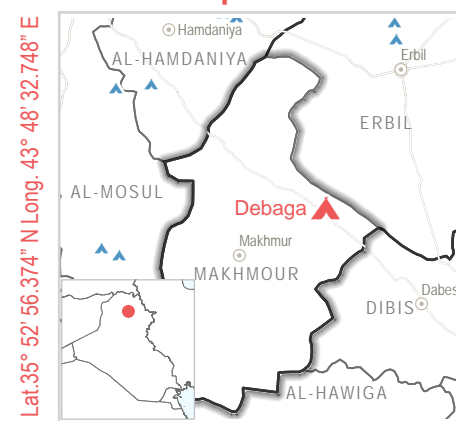 Lat.35° 52’ 56.374” N Long. 43° 48’ 32.748” E
Hamdaniya
AL-HAMDANIYA
Erbil
ERBIL
AL-MOSUL
Debaga
Makhmur
MAKHMOUR
Dabes
DIBIS
AL-HAWIGA